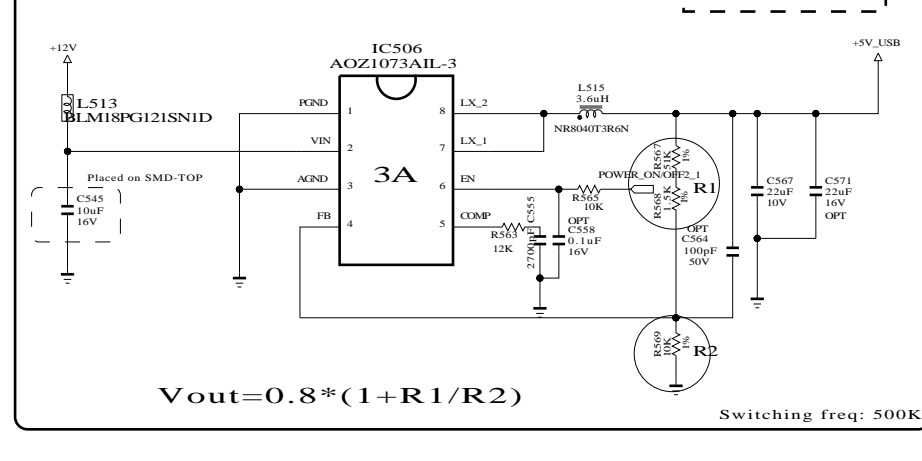 +12V
IC506
AOZ1073AIL-3
+5V_USB
L513
BLM18PG121SN1D
L515
3.6uH
NR8040T3R6N
PGND
1
8
LX_2
VIN
2
7
LX_1
3A
AGND
3
6
EN
FB
4
5
COMP
Placed on SMD-TOP
C545
10uF
16V
R563
12K
C555
2700pF
OPT
C558
0.1uF
16V
R565
10K
POWER_ON/OFF2_1
R567
51K
1%
R568
1.5K
1%
R1
OPT
C564
100pF
50V
C567
22uF
10V
C571
22uF
16V
OPT
R569
10K
1%
R2
Vout=0.8*(1+R1/R2)
Switching freq: 500K